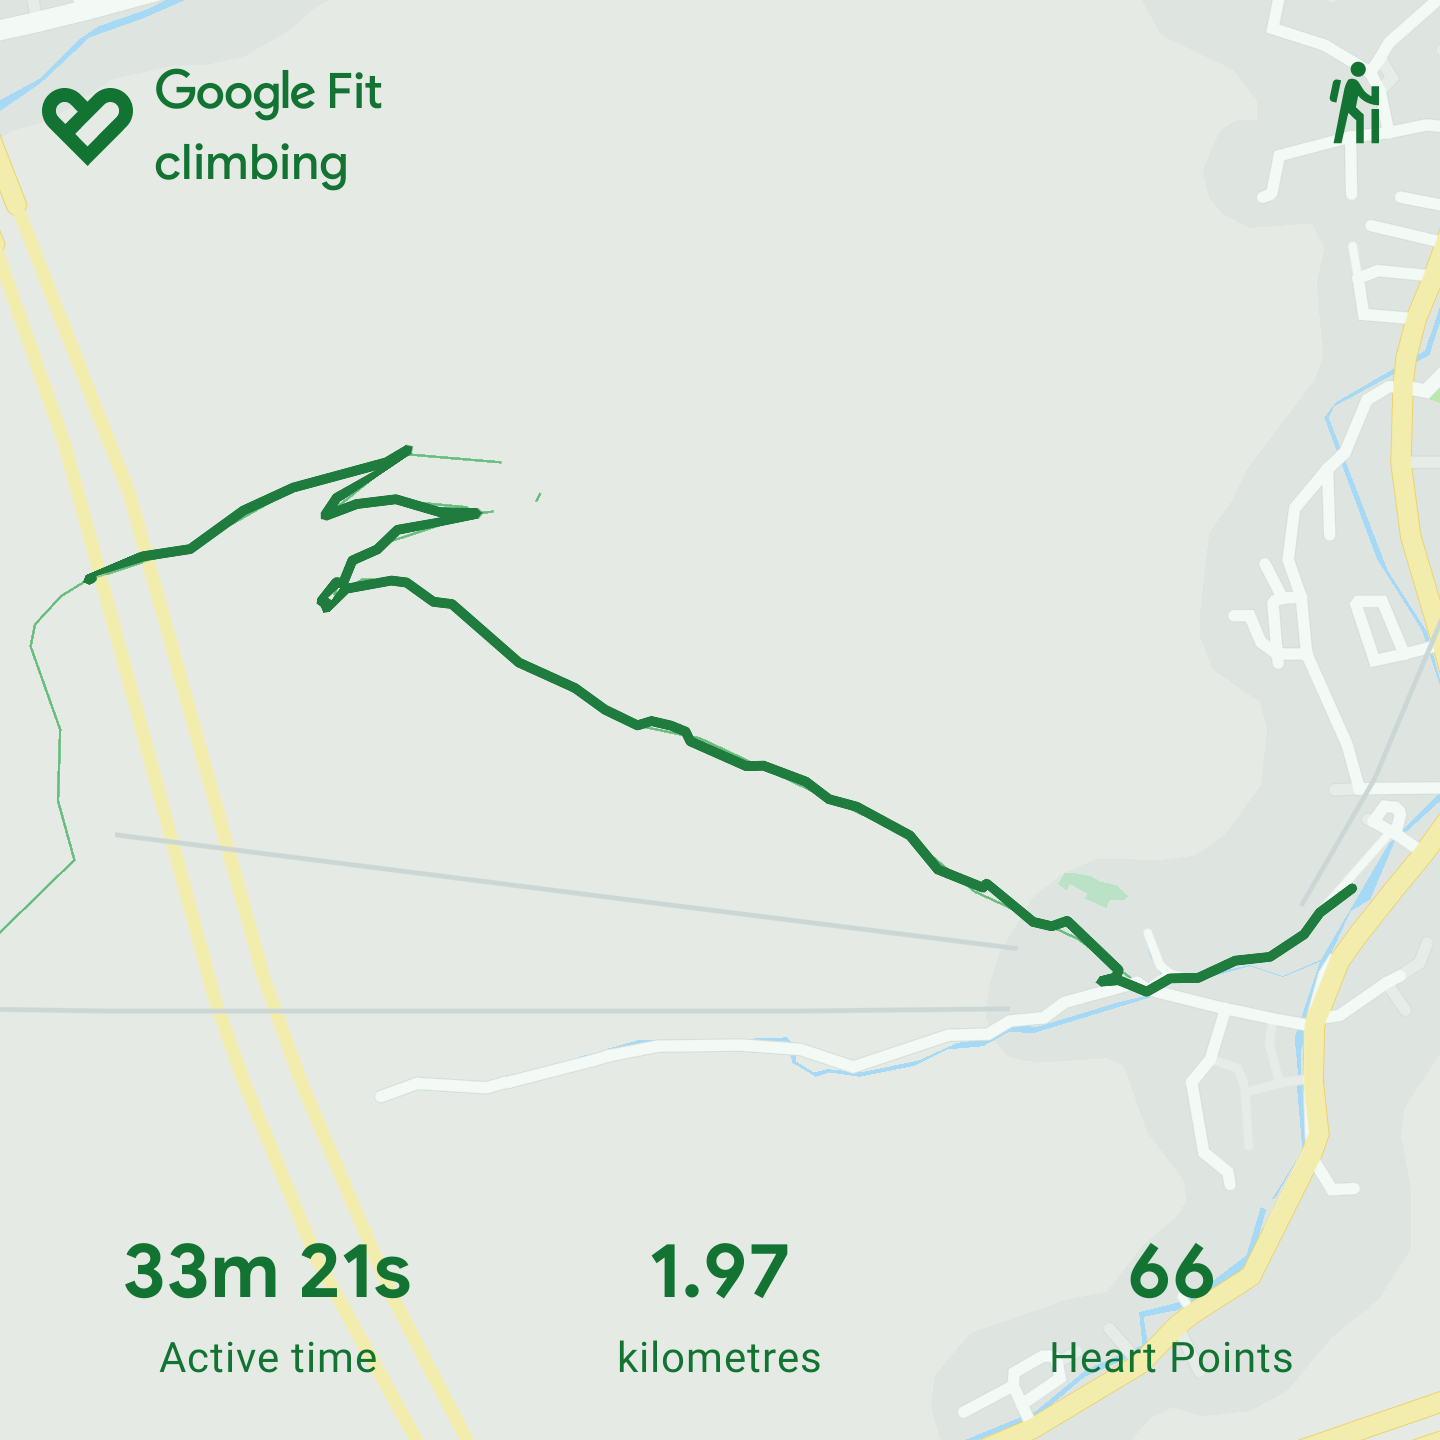 Google Fit
climbing
33m 21s
1.97
66
Active time
kilometres
Heart Points